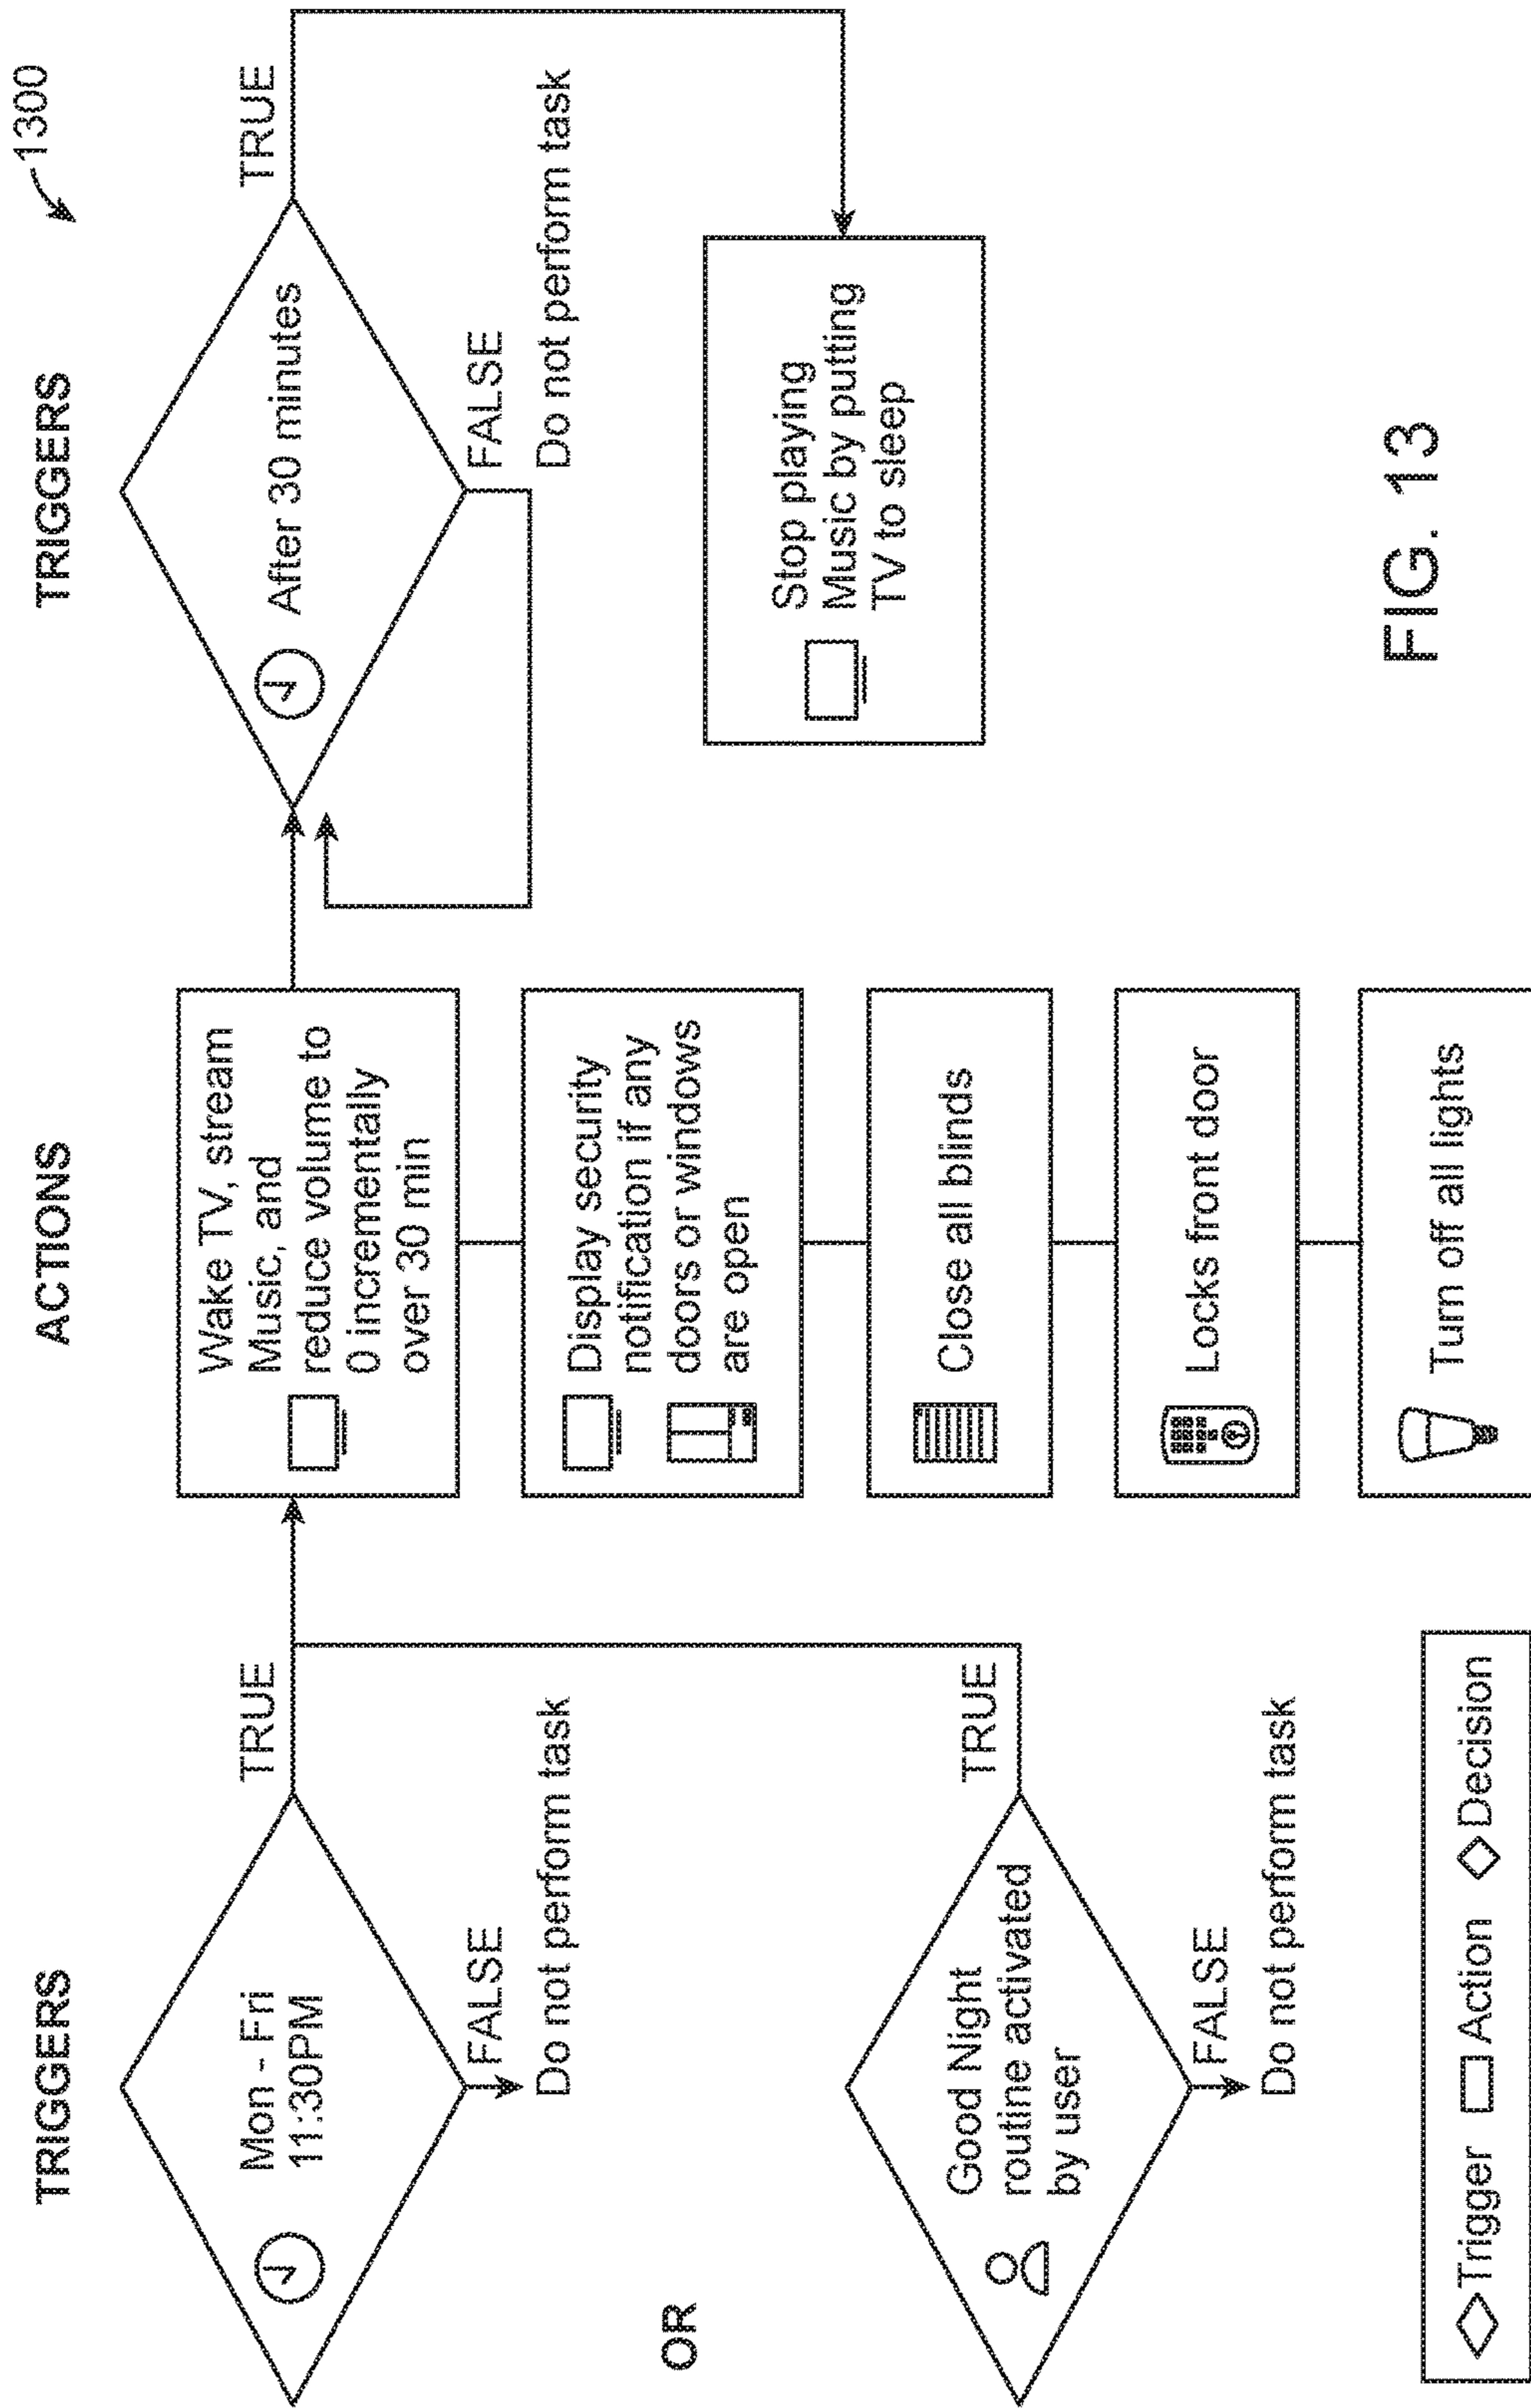 1300
TRIGGERS
Mon - Fri
11:30PM
TRUE
FALSE
Do not perform task
OR
Good Night
routine activated
by user
TRUE
FALSE
Do not perform task
ACTIONS
Wake TV, stream
Music, and
reduce volume to
0 incrementally
over 30 min
Display security
notification if any
doors or windows
are open
Close all blinds
Locks front door
Turn off all lights
TRIGGERS
After 30 minutes
TRUE
FALSE
Do not perform task
Stop playing
Music by putting
TV to sleep
Trigger Action Decision
FIG. 13